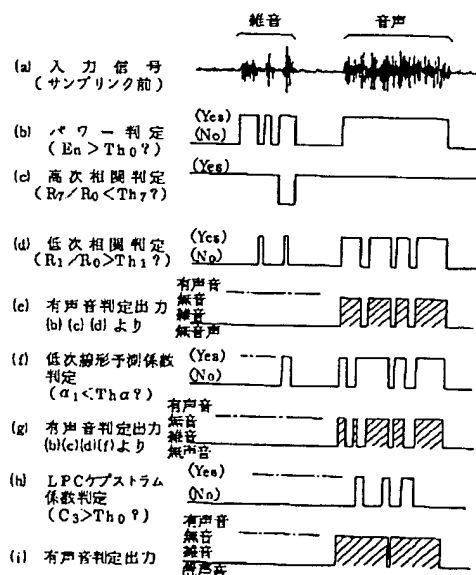 雑音 音声
(a) 入力信号
(サンプリンク前)
(b) パワー判定 (Yes)
(En>Th0?) (No)
(c) 高次相関判定 (Yes)
(R7/R0<Th7?)
(d) 低次相関判定 (Yes)
(R1/R0>Th1?) (No)
(e) 有声音判定出力 有声音
(b)(c)(d)より 無音
雑音
無音声
(f) 低次線形予測係数 (Yes)
判定 (No)
(α1<Thα?)
有声音
(g) 有声音判定出力 無音
(b)(c)(d)(f)より 雑音
無声音
(h) LPCケプストラム (Yes)
係数判定 (No)
(C3>Th0?)
有声音
(i) 有声音判定出力 無音
雑音